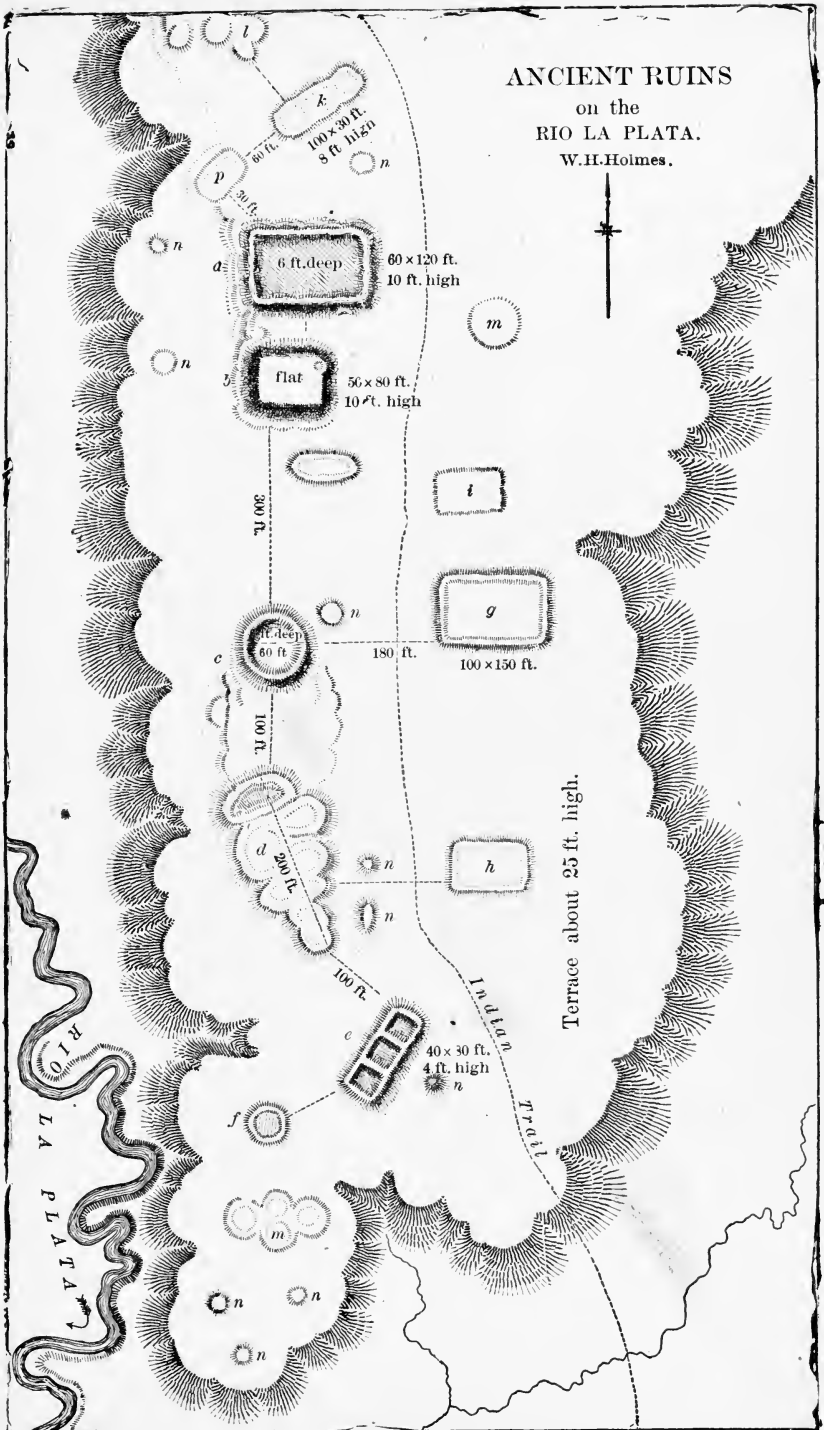 ANCIENT RUINS
on the
RIO LA PLATA.
W.H.Holmes.
l
k
100 x 30 ft.
8 ft high
60 ft.
n
p
30 ft.
n
a
6 ft. deep
60 x 120 ft.
10 ft. high
m
n
b
flat
50 x 80 ft.
10 ft. high
300 ft.
i
n
g
ft. deep
60 ft
c
180 ft.
100 x 150 ft.
100 ft.
Terrace about 25 ft. high.
d
200 ft.
n
h
n
100 ft.
Indian
Trail
e
40 x 80 ft.
4 ft. high
n
f
RIO
LA PLATA
m
n
n
n